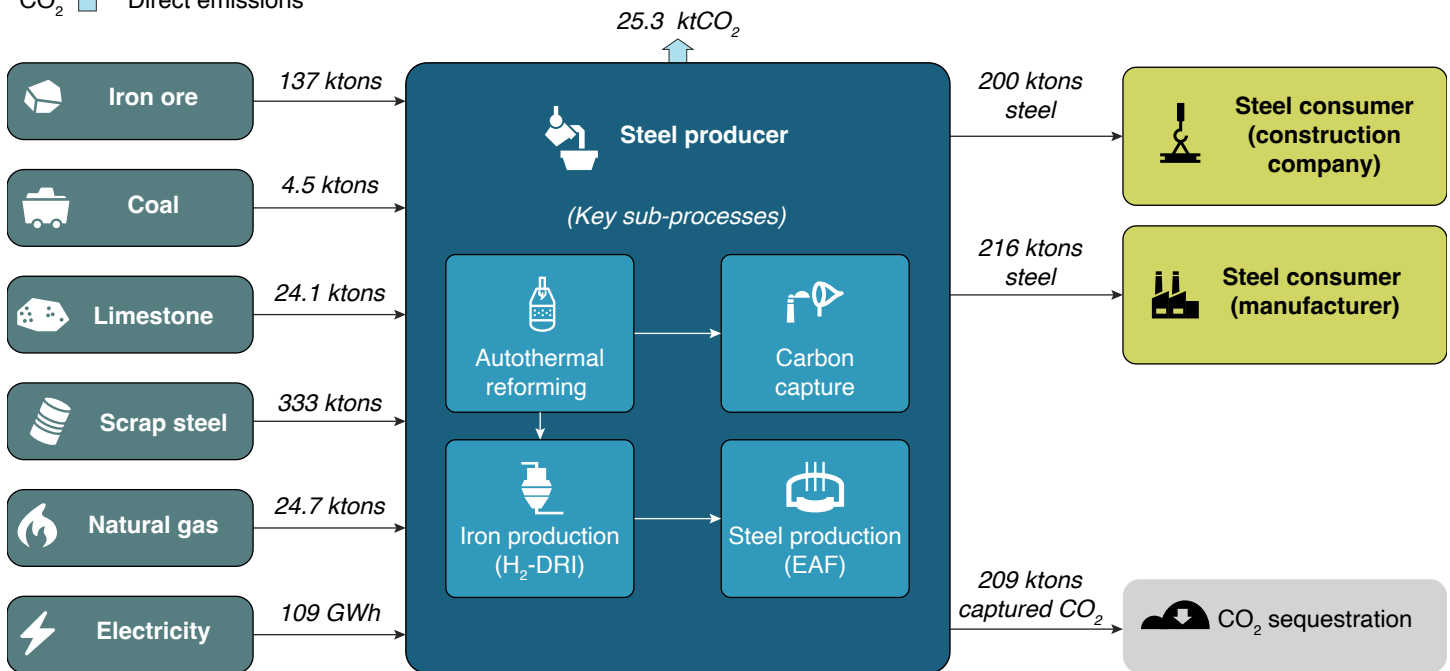 CO₂ Direct emissions
25.3 ktCO₂
Iron ore
137 ktons
Coal
4.5 ktons
Limestone
24.1 ktons
Scrap steel
333 ktons
Natural gas
24.7 ktons
Electricity
109 GWh
Steel producer
(Key sub-processes)
Autothermal
reforming
Carbon
capture
Iron production
(H₂-DRI)
Steel production
(EAF)
200 ktons
steel
Steel consumer
(construction
company)
216 ktons
steel
Steel consumer
(manufacturer)
209 ktons
captured CO₂
CO₂ sequestration